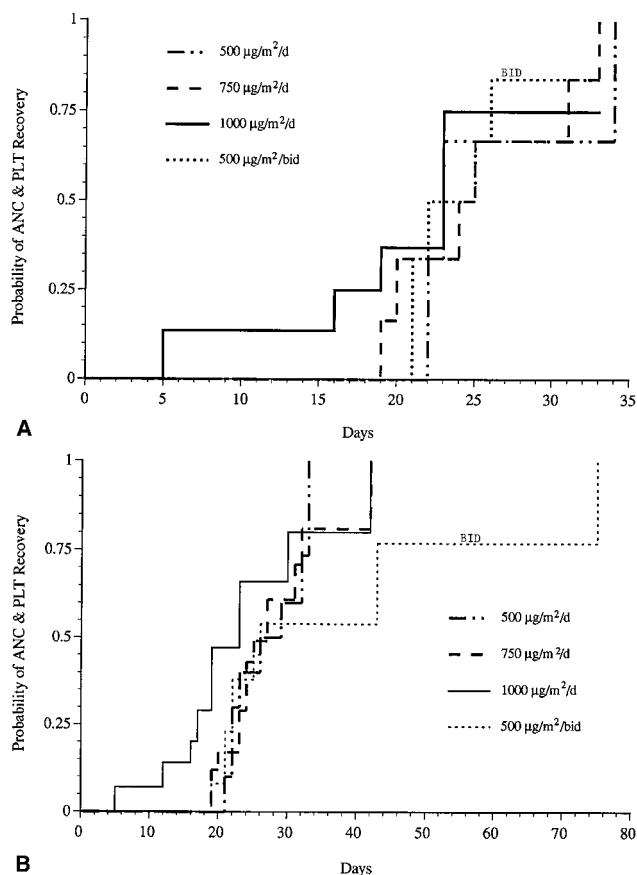 1
0.75
0.5
0.25
0
Probability of ANC & PLT Recovery
500 µg/m²/d
750 µg/m²/d
1000 µg/m²/d
500 µg/m²/bid
BID
0 5 10 15 20 25 30 35
Days
A
1
0.75
0.5
0.25
0
Probability of ANC & PLT Recovery
BID
500 µg/m²/d
750 µg/m²/d
1000 µg/m²/d
500 µg/m²/bid
0 10 20 30 40 50 60 70 80
Days
B